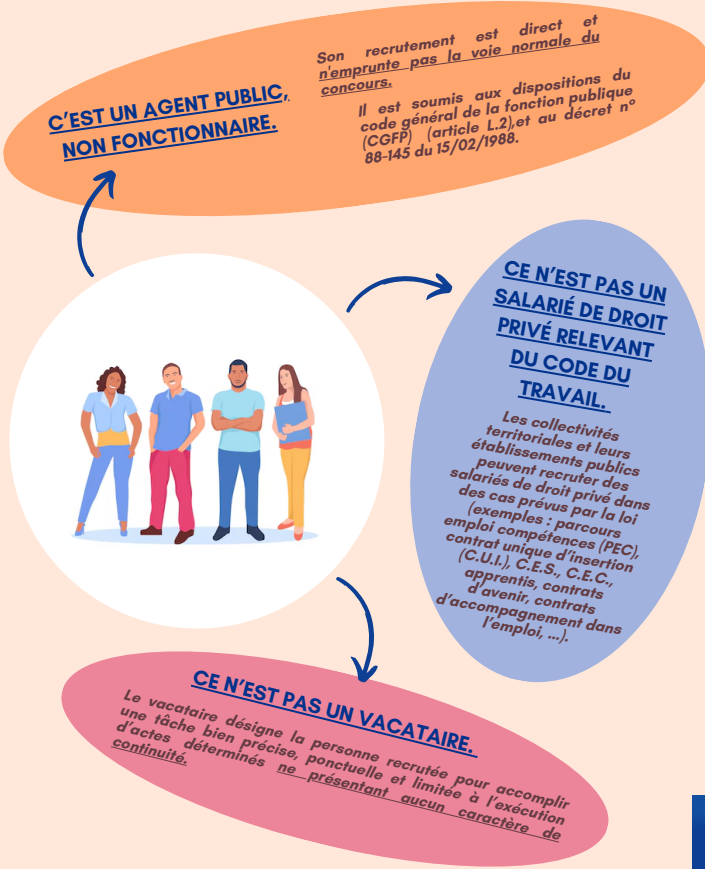 C'EST UN AGENT PUBLIC,
NON FONCTIONNAIRE.
Son recrutement est direct et
n'emprunte pas la voie normale du
concours.
Il est soumis aux dispositions du
code général de la fonction publique
(CGFP) (article L.2),et au décret n°
88-145 du 15/02/1988.
CE N'EST PAS UN
SALARIÉ DE DROIT
PRIVÉ RELEVANT
DU CODE DU
TRAVAIL.
Les collectivités
territoriales et leurs
établissements publics
peuvent recruter des
salariés de droit privé dans
des cas prévus par la loi
(exemples : parcours
emploi compétences (PEC),
contrat unique d'insertion
(C.U.I.), C.E.S., C.E.C.,
apprentis, contrats
d'avenir, contrats
d'accompagnement dans
l'emploi, ...).
CE N'EST PAS UN VACATAIRE.
Le vacataire désigne la personne recrutée pour accomplir
une tâche bien précise, ponctuelle et limitée à l'exécution
d'actes déterminés ne présentant aucun caractère de
continuité.